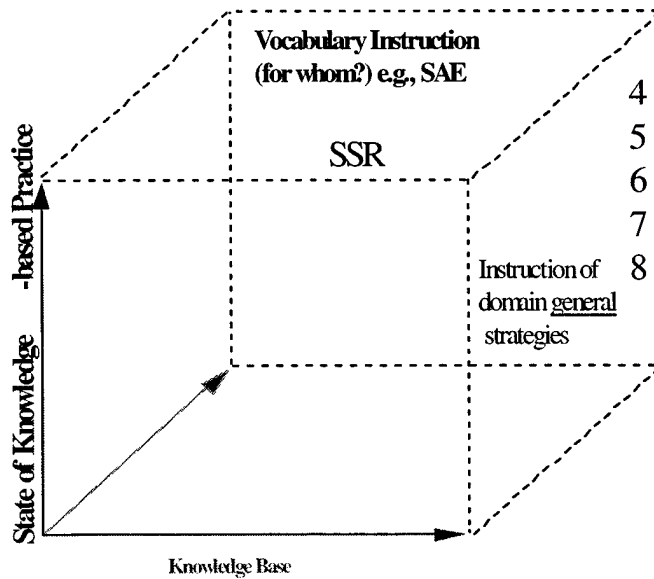 Vocabulary Instruction
(for whom?) e.g., SAE
SSR
4
5
6
7
8
Instruction of
domain general
strategies
State of Knowledge -based Practice
Knowledge Base